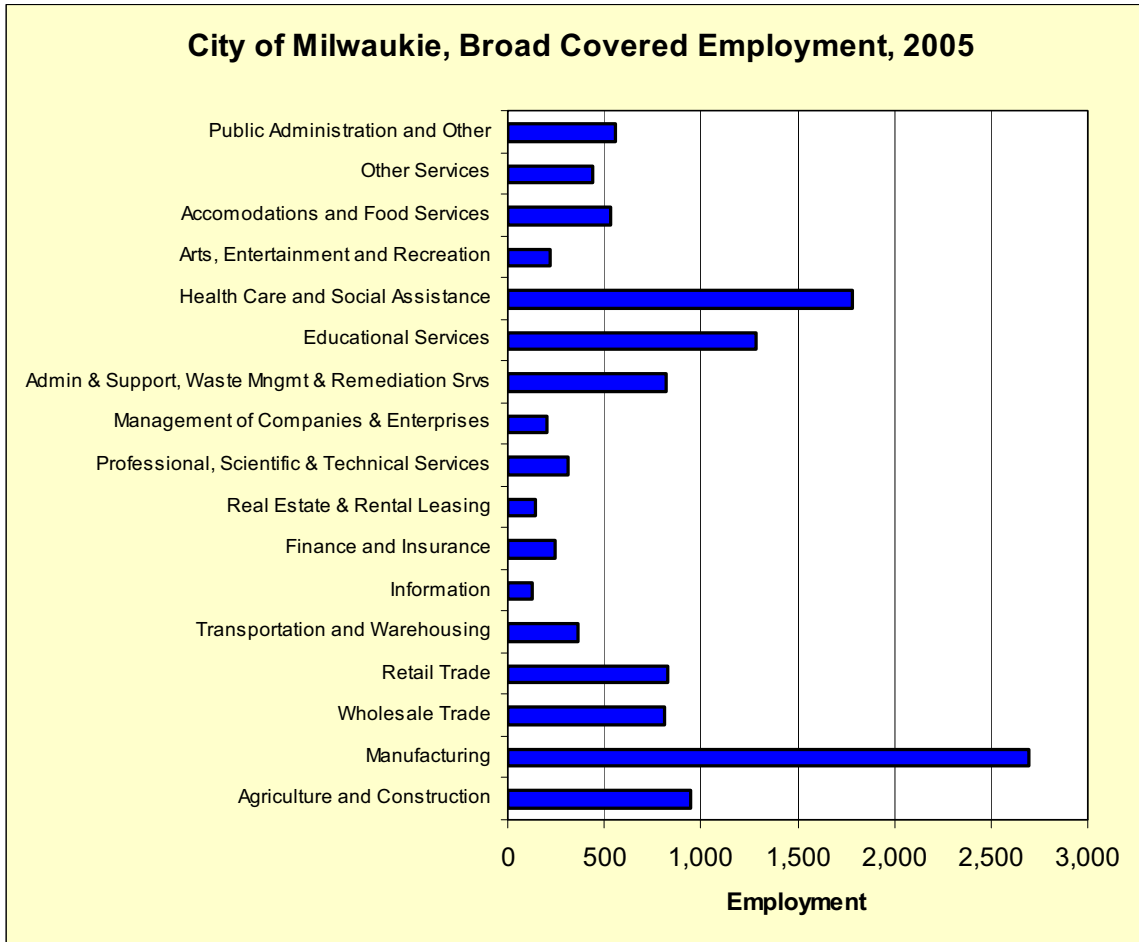 City of Milwaukie, Broad Covered Employment, 2005
Public Administration and Other
Other Services
Accomodations and Food Services
Arts, Entertainment and Recreation
Health Care and Social Assistance
Educational Services
Admin & Support, Waste Mngmt & Remediation Srvs
Management of Companies & Enterprises
Professional, Scientific & Technical Services
Real Estate & Rental Leasing
Finance and Insurance
Information
Transportation and Warehousing
Retail Trade
Wholesale Trade
Manufacturing
Agriculture and Construction
0 500 1,000 1,500 2,000 2,500 3,000
Employment